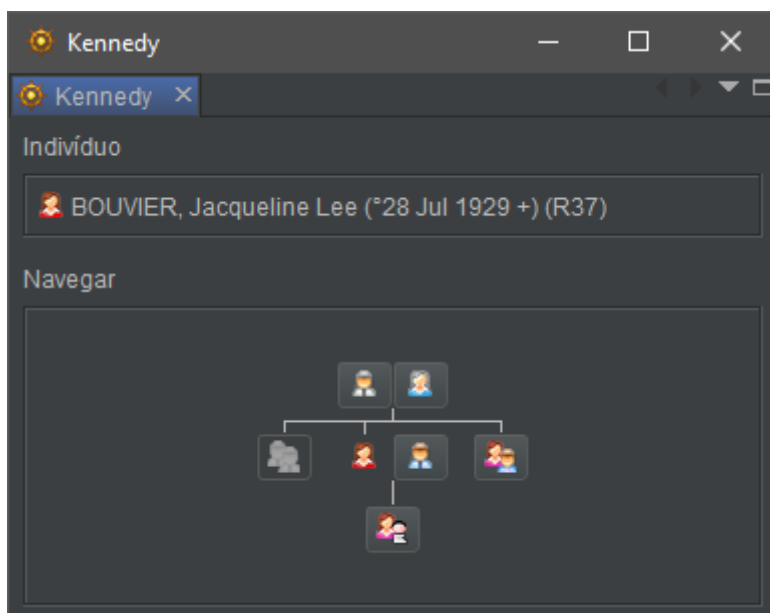 Kennedy
Kennedy
Indivíduo
BOUVIER, Jacqueline Lee (°28 Jul 1929 +) (R37)
Navegar